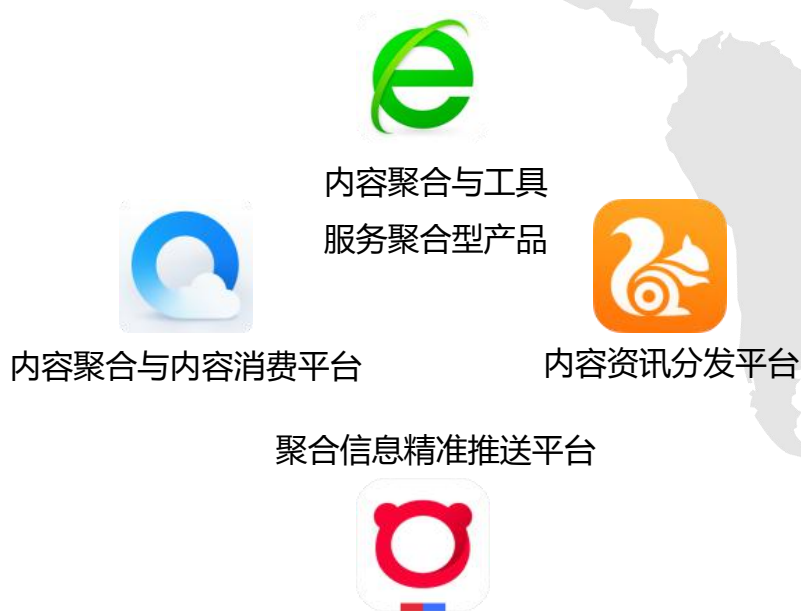 内容聚合与工具
服务聚合型产品
内容聚合与内容消费平台
内容资讯分发平台
聚合信息精准推送平台